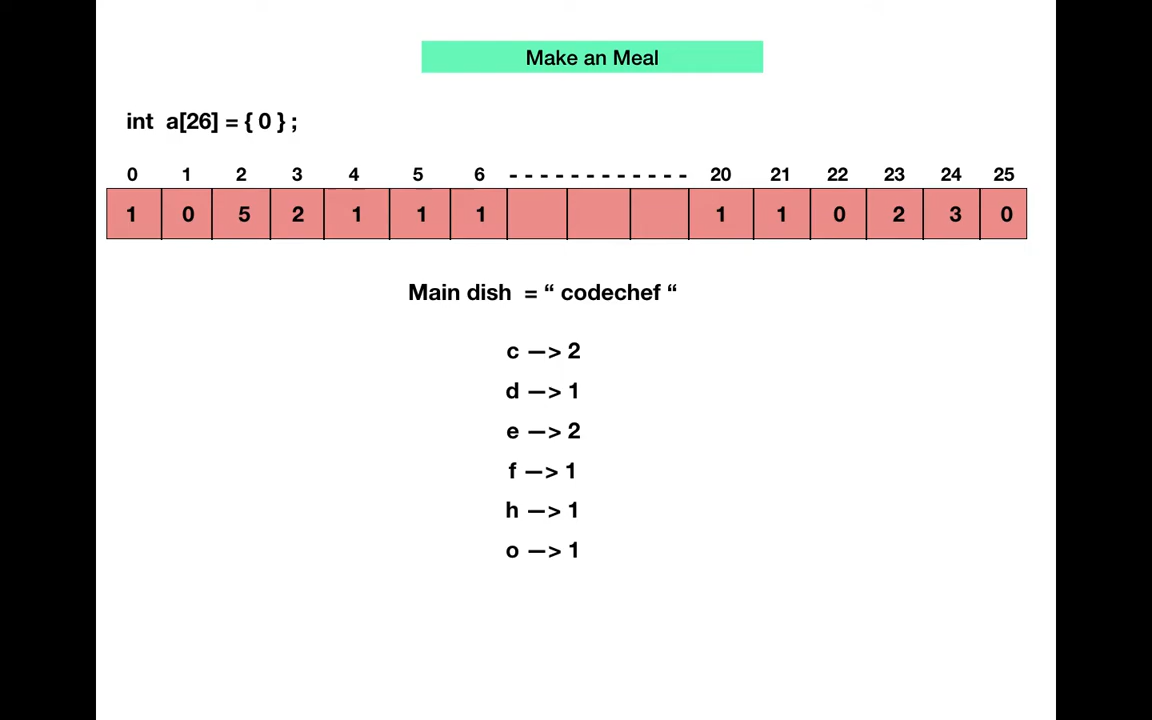 Make an Meal
int a[26] = { 0 } ;
0 1 2 3 4 5 6 - - - - - - - - - - - - 20 21 22 23 24 25
1 0 5 2 1 1 1 1 1 0 2 3 0
Main dish = “ codechef “
c —> 2
d —> 1
e —> 2
f —> 1
h —> 1
o —> 1